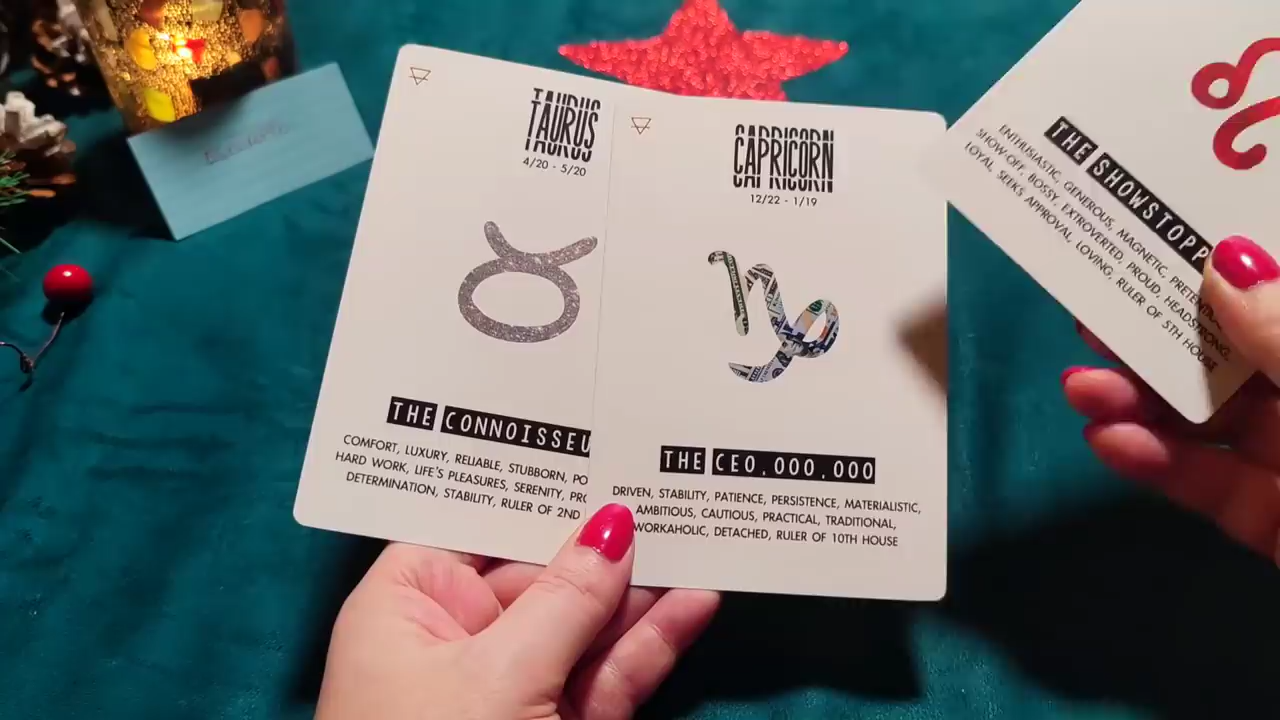 TAURUS
4/20 - 5/20
THE CONNOISSEU
COMFORT, LUXURY, RELIABLE, STUBBORN, PO
HARD WORK, LIFE'S PLEASURES, SERENITY, PRO
DETERMINATION, STABILITY, RULER OF 2ND
CAPRICORN
12/22 - 1/19
THE CEO,000,000
DRIVEN, STABILITY, PATIENCE, PERSISTENCE, MATERIALISTIC,
AMBITIOUS, CAUTIOUS, PRACTICAL, TRADITIONAL,
WORKAHOLIC, DETACHED, RULER OF 10TH HOUSE
THE SHOWSTOPP
ENTHUSIASTIC, GENEROUS, MAGNETIC,
SHOW-OFF, BOSSY, EXTROVERTED, PROUD, HEADSTRONG,
LOYAL, SEEKS APPROVAL, LOVING, RULER OF 5TH HOUSE